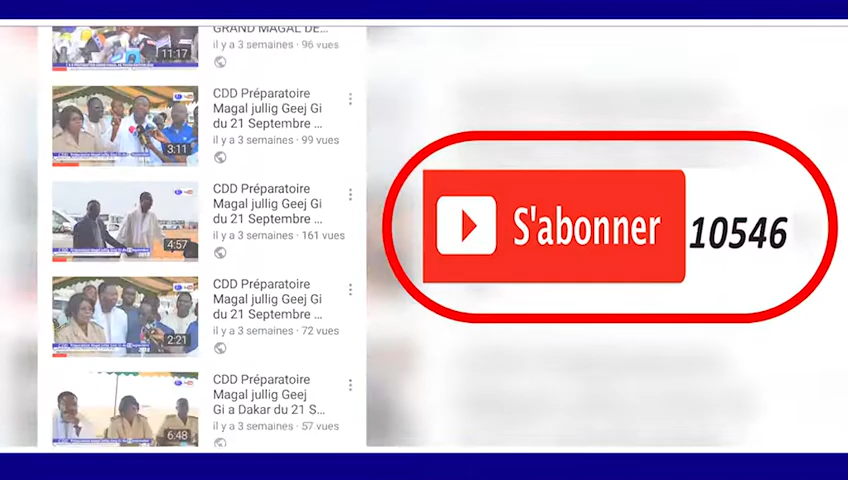 GRAND MAGAL DE...
il y a 3 semaines · 96 vues
11:17
CDD Préparatoire
Magal jullig Geej Gi
du 21 Septembre ...
il y a 3 semaines · 99 vues
3:11
CDD Préparatoire
Magal jullig Geej Gi
du 21 Septembre ...
il y a 3 semaines · 161 vues
4:57
CDD Préparatoire
Magal jullig Geej Gi
du 21 Septembre ...
il y a 3 semaines · 72 vues
2:21
CDD Préparatoire
Magal jullig Geej
Gi a Dakar du 21 S...
il y a 3 semaines · 57 vues
6:48
S'abonner 10546